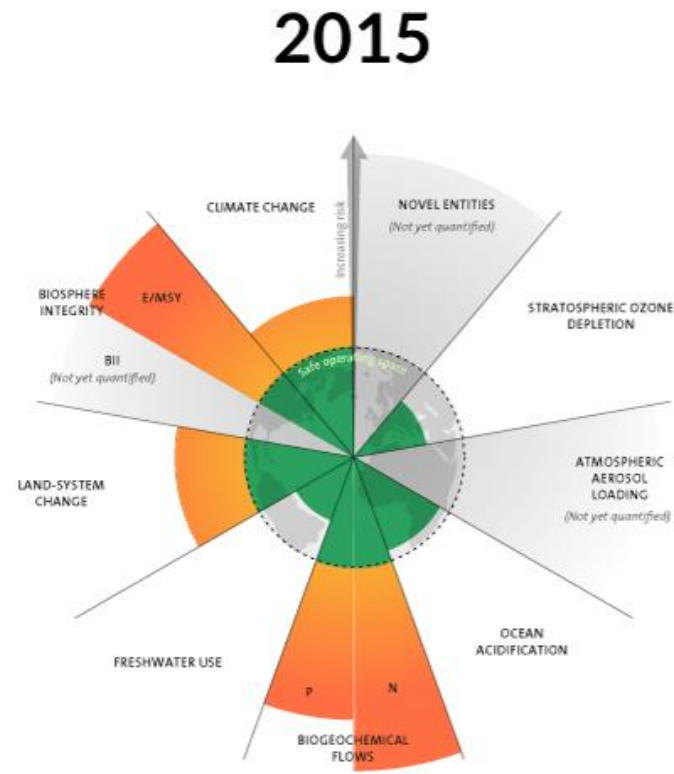 2015
CLIMATE CHANGE
Increasing risk
NOVEL ENTITIES
(Not yet quantified)
BIOSPHERE
INTEGRITY
E/MSY
STRATOSPHERIC OZONE
DEPLETION
BII
(Not yet quantified)
Safe operating space
LAND-SYSTEM
CHANGE
ATMOSPHERIC
AEROSOL
LOADING
(Not yet quantified)
OCEAN
ACIDIFICATION
FRESHWATER USE
P
N
BIOGEOCHEMICAL
FLOWS